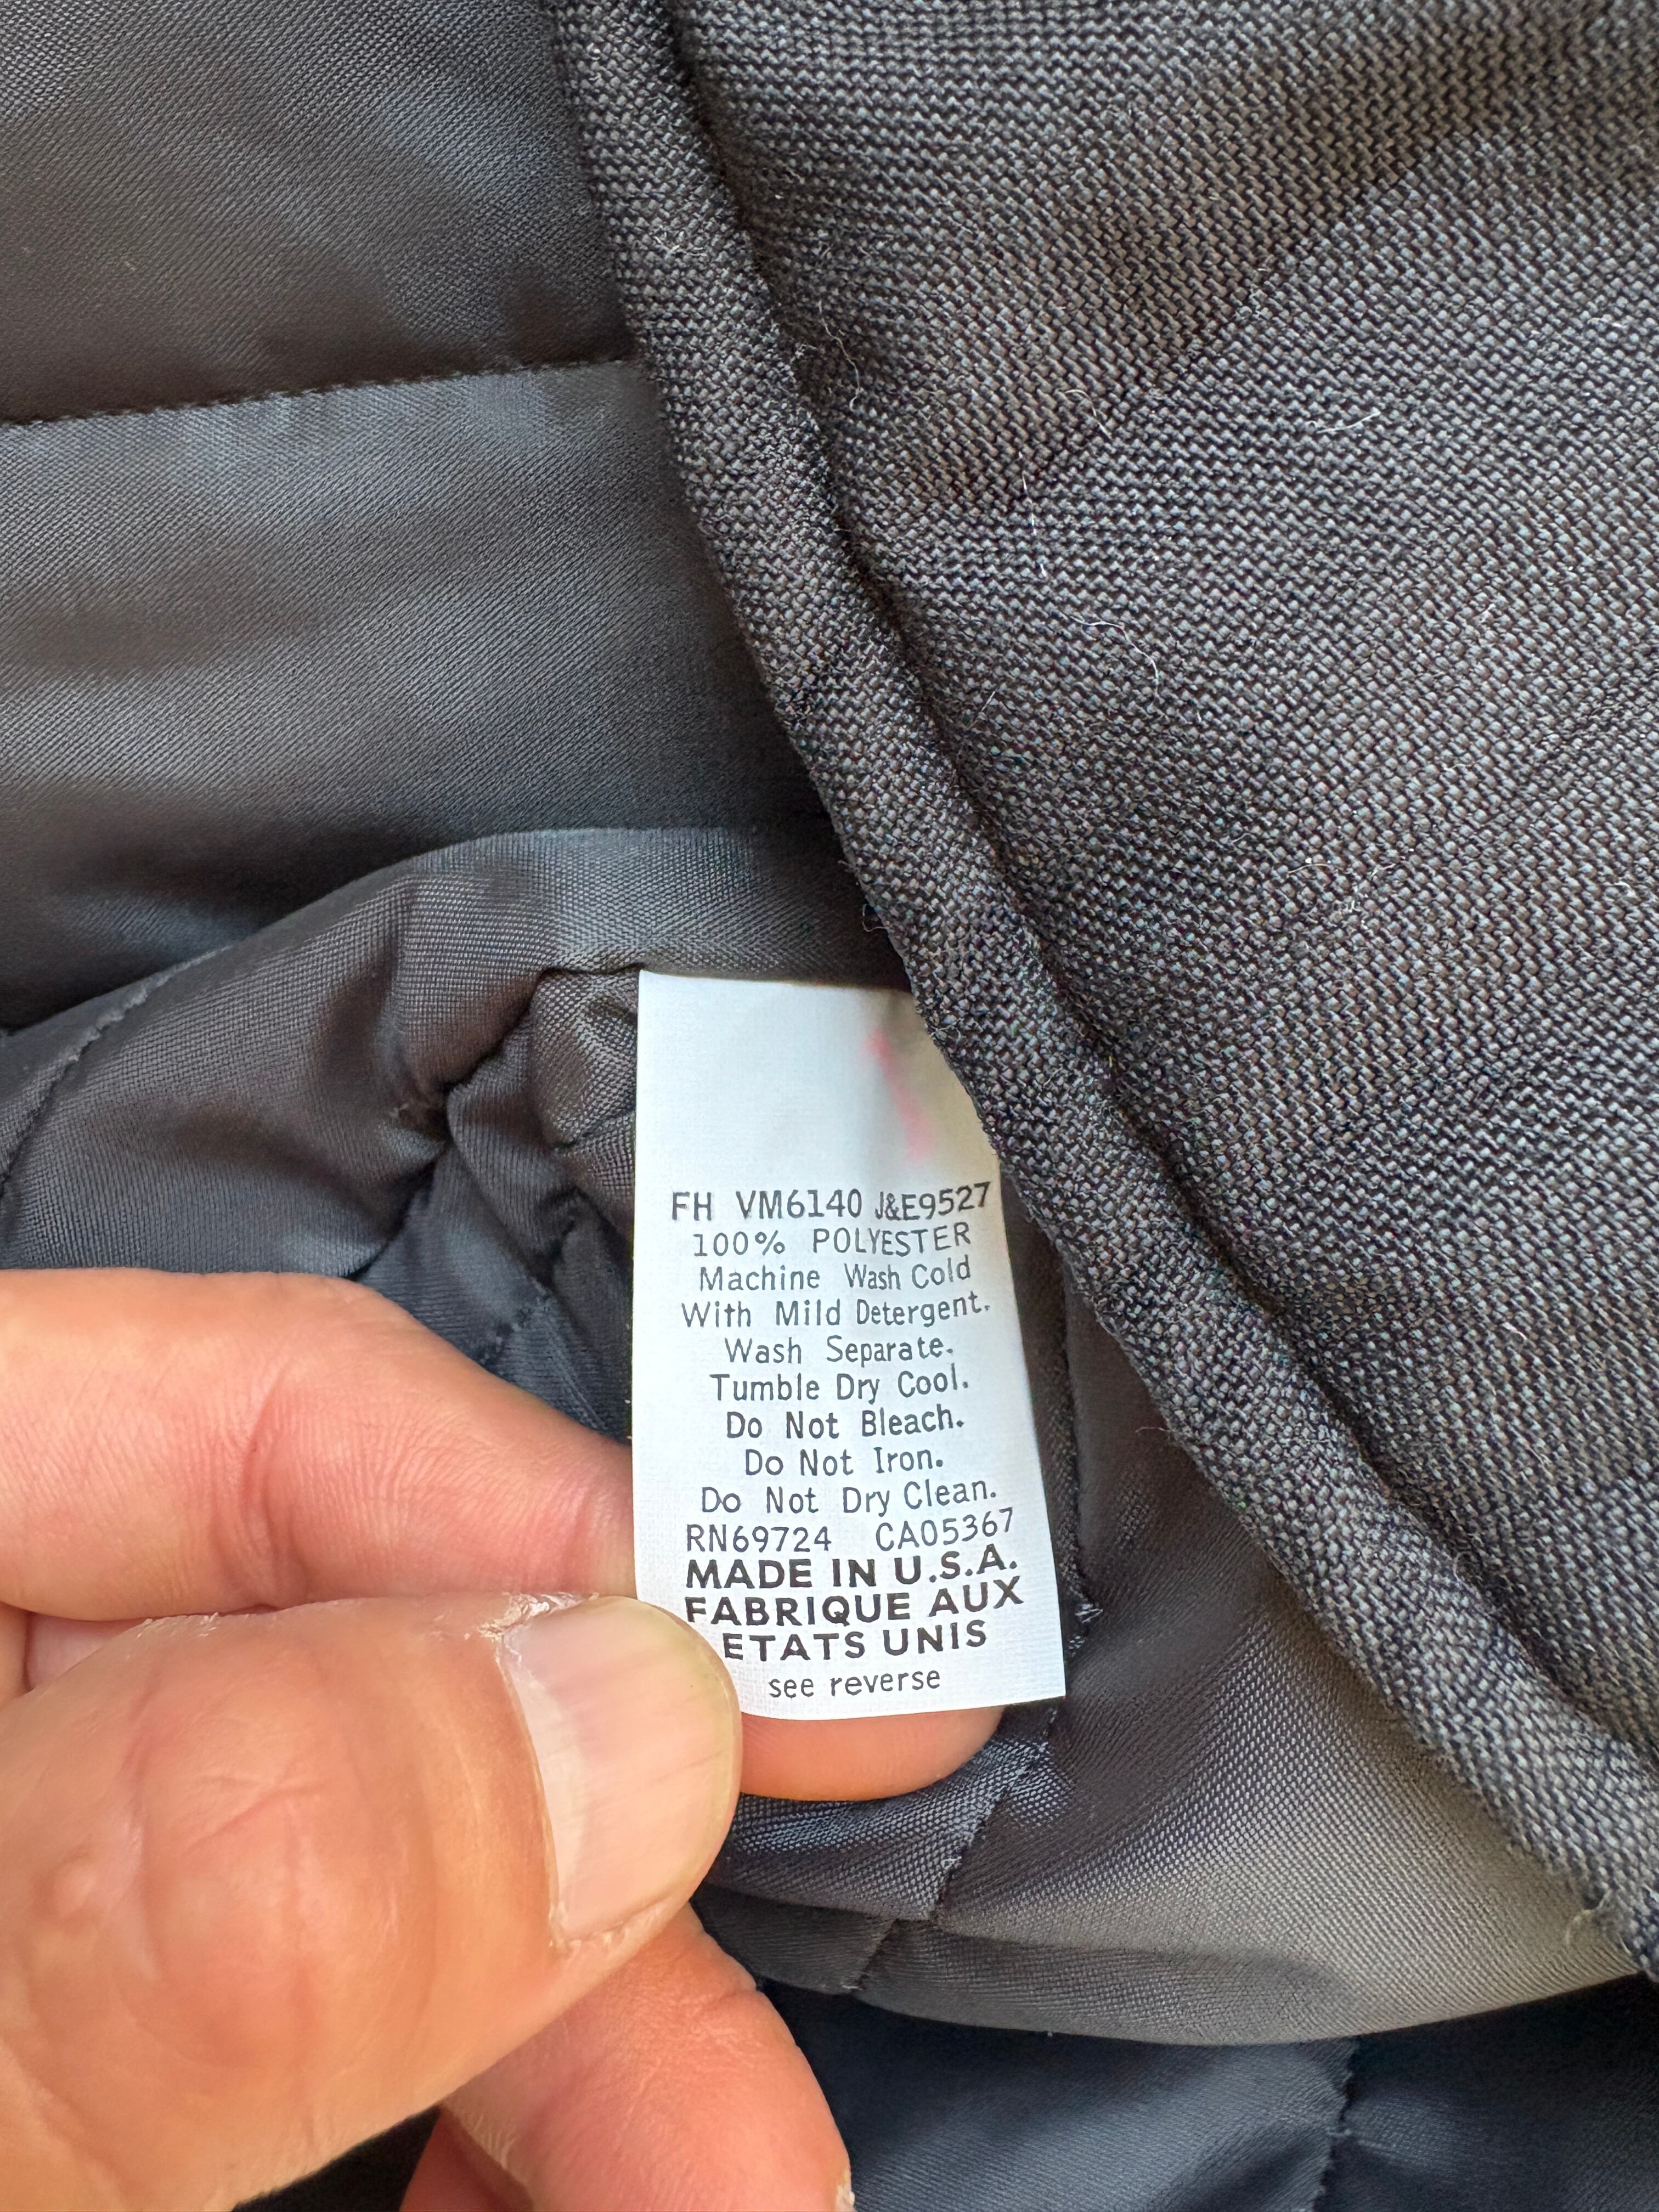 FH VM6140 J&E9527
100% POLYESTER
Machine Wash Cold
With Mild Detergent.
Wash Separate.
Tumble Dry Cool.
Do Not Bleach.
Do Not Iron.
Do Not Dry Clean.
RN69724 CA05367
MADE IN U.S.A.
FABRIQUE AUX
ETATS UNIS
see reverse